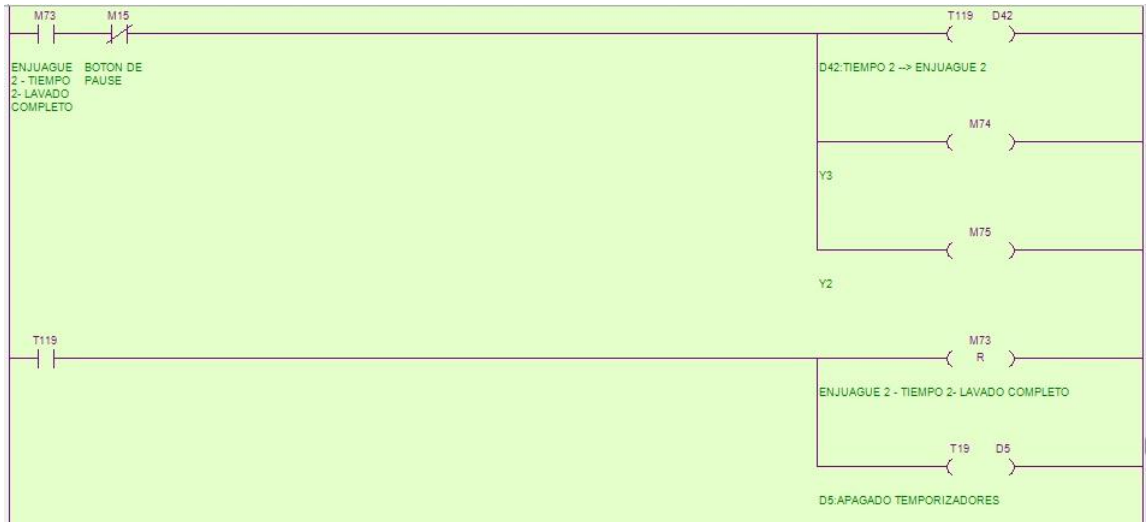 M73 M15
T119 D42
ENJUAGUE BOTON DE
2 - TIEMPO PAUSE
2- LAVADO
COMPLETO
D42:TIEMPO 2 --> ENJUAGUE 2
M74
Y3
M75
Y2
T119
M73
R
ENJUAGUE 2 - TIEMPO 2- LAVADO COMPLETO
T19 D5
D5:APAGADO TEMPORIZADORES